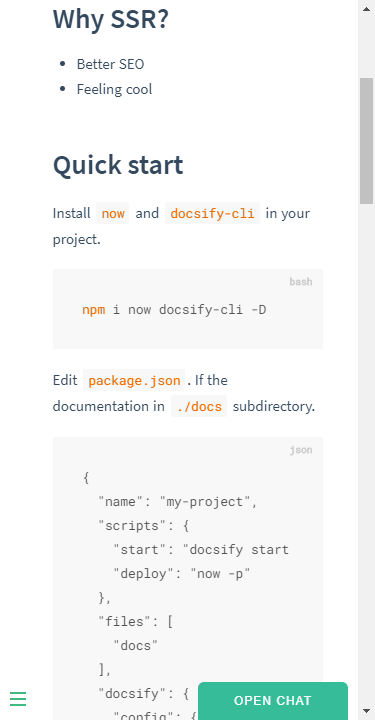 Why SSR?
Better SEO
Feeling cool
Quick start
Install now and docsify-cli in your
project.
bash
npm i now docsify-cli -D
Edit package.json . If the
documentation in ./docs subdirectory.
json
{
"name": "my-project",
"scripts": {
"start": "docsify start
"deploy": "now -p"
},
"files": [
"docs"
],
"docsify": {
"config": {
OPEN CHAT